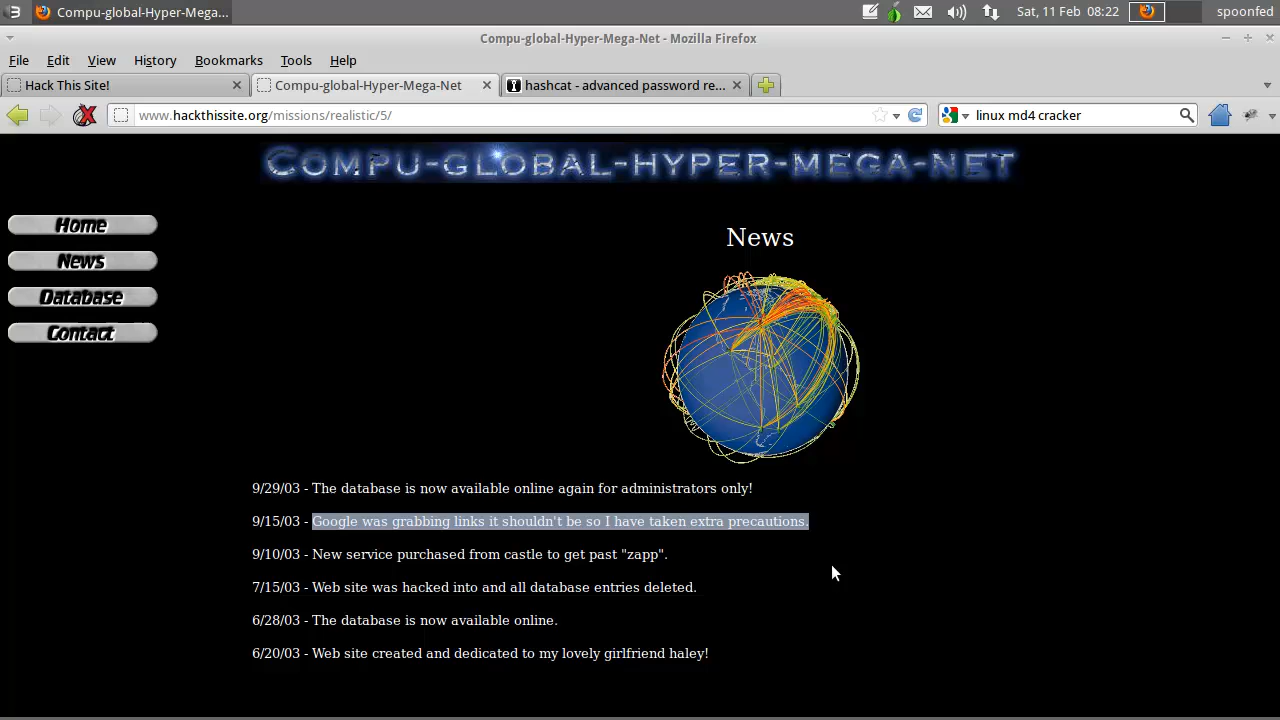 Compu-global-Hyper-Mega...
Sat, 11 Feb 08:22
spoonfed
Compu-global-Hyper-Mega-Net - Mozilla Firefox
File Edit View History Bookmarks Tools Help
Hack This Site!
Compu-global-Hyper-Mega-Net
hashcat - advanced password re...
www.hackthissite.org/missions/realistic/5/
linux md4 cracker
Compu-global-hyper-mega-net
Home
News
Database
Contact
News
9/29/03 - The database is now available online again for administrators only!
9/15/03 - Google was grabbing links it shouldn't be so I have taken extra precautions.
9/10/03 - New service purchased from castle to get past "zapp".
7/15/03 - Web site was hacked into and all database entries deleted.
6/28/03 - The database is now available online.
6/20/03 - Web site created and dedicated to my lovely girlfriend haley!